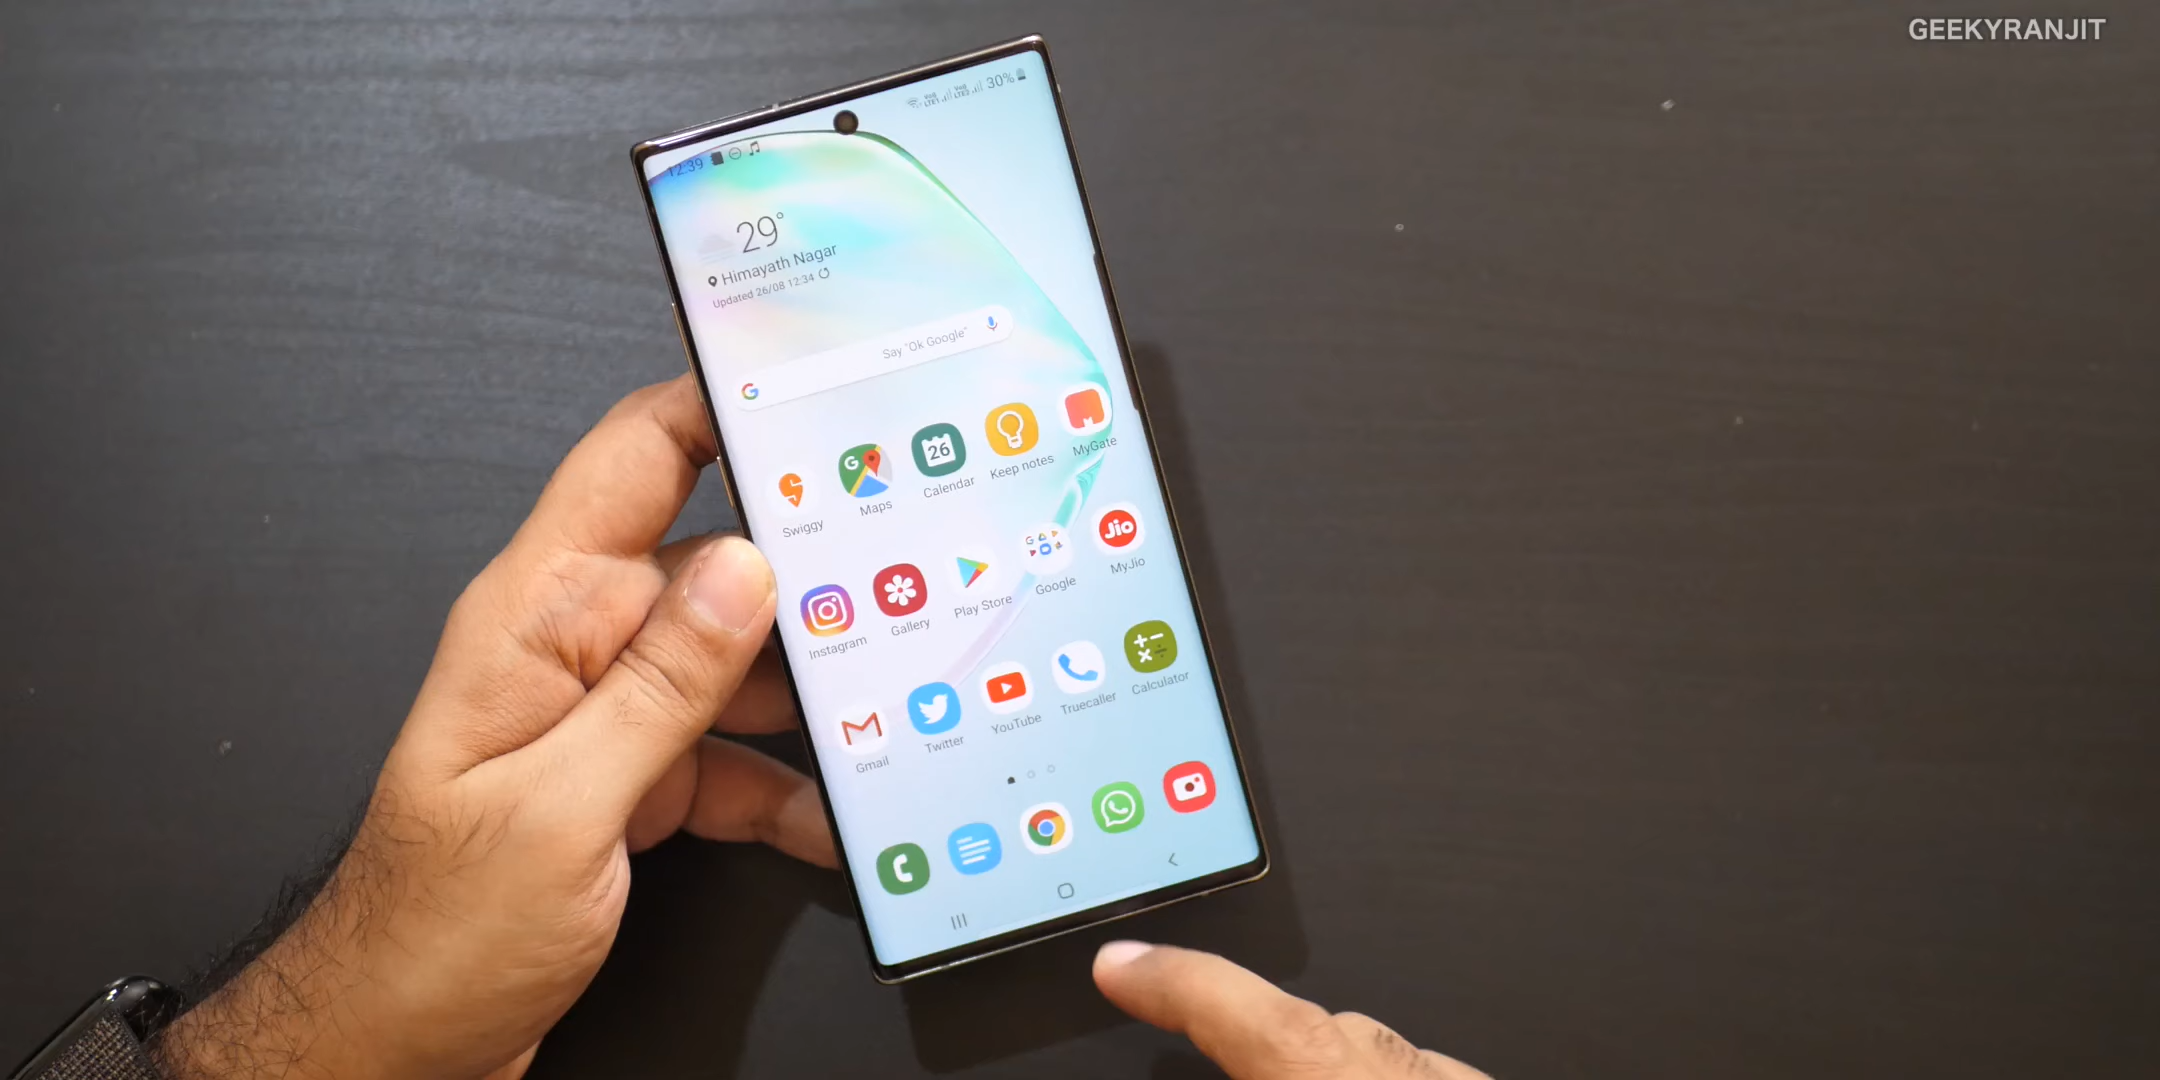 GEEKYRANJIT
12:39
30%
29°
Himayath Nagar
Updated 26/08 12:34
Say "Ok Google"
Swiggy
Maps
26
Calendar
Keep notes
MyGate
Instagram
Gallery
Play Store
Google
Jio
MyJio
Gmail
Twitter
YouTube
Truecaller
Calculator